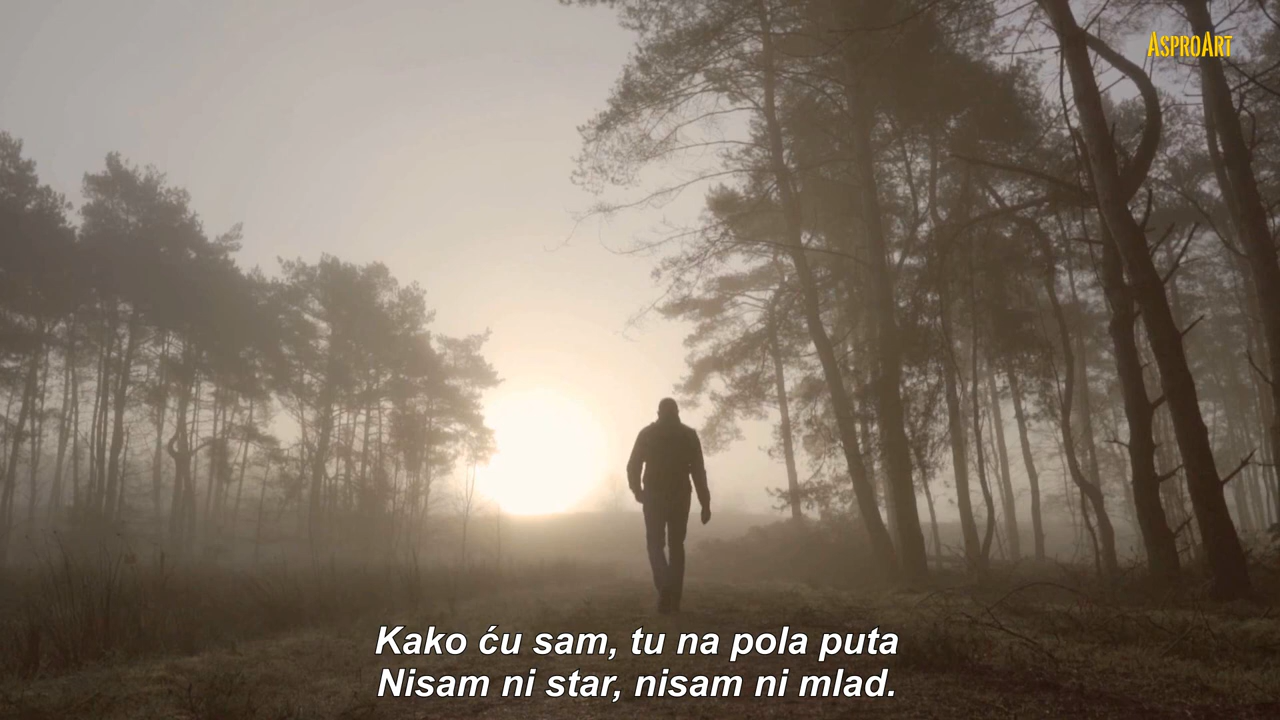 AsproArt
Kako ću sam, tu na pola puta
Nisam ni star, nisam ni mlad.